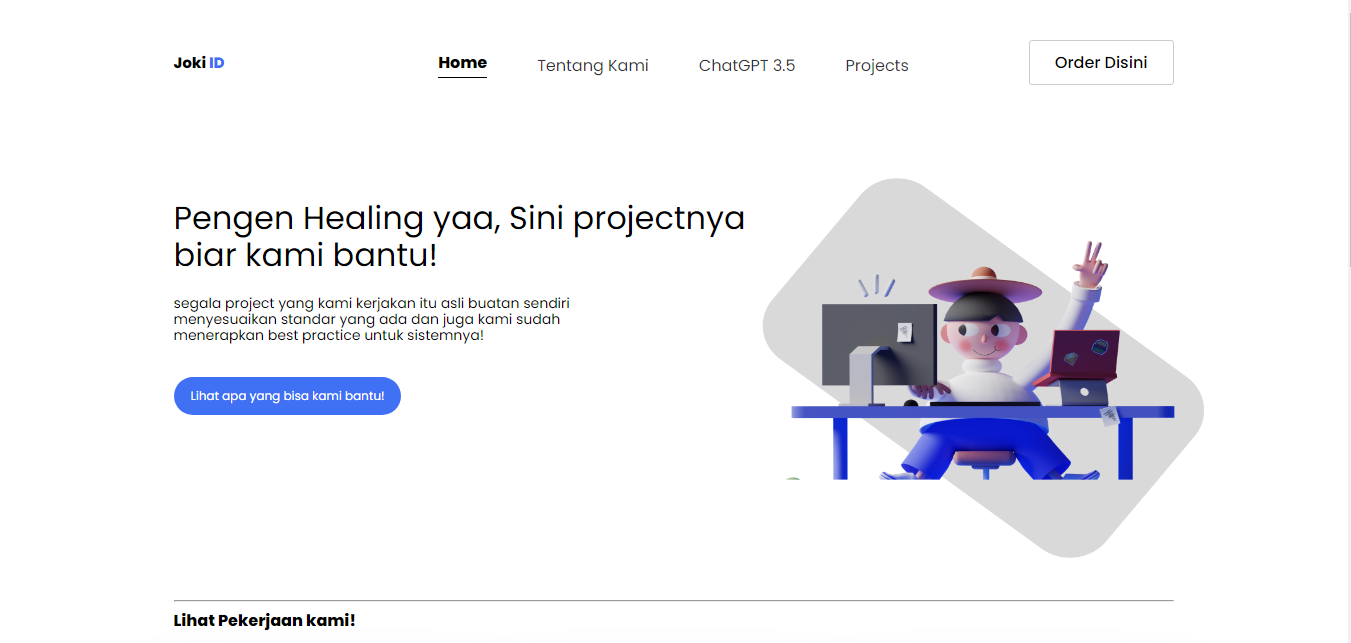 Joki ID
Home
Tentang Kami
ChatGPT 3.5
Projects
Order Disini
Pengen Healing yaa, Sini projectnya
biar kami bantu!
segala project yang kami kerjakan itu asli buatan sendiri
menyesuaikan standar yang ada dan juga kami sudah
menerapkan best practice untuk sistemnya!
Lihat apa yang bisa kami bantu!
Lihat Pekerjaan kami!